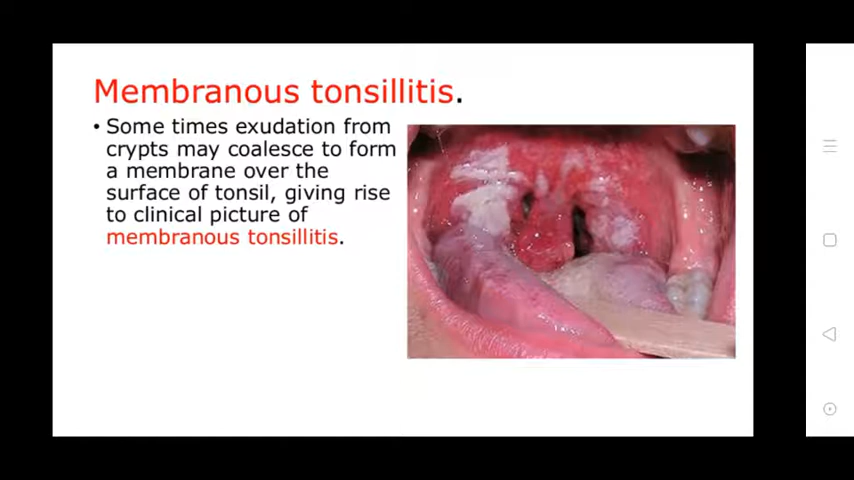 Membranous tonsillitis.
• Some times exudation from
crypts may coalesce to form
a membrane over the
surface of tonsil, giving rise
to clinical picture of
membranous tonsillitis.